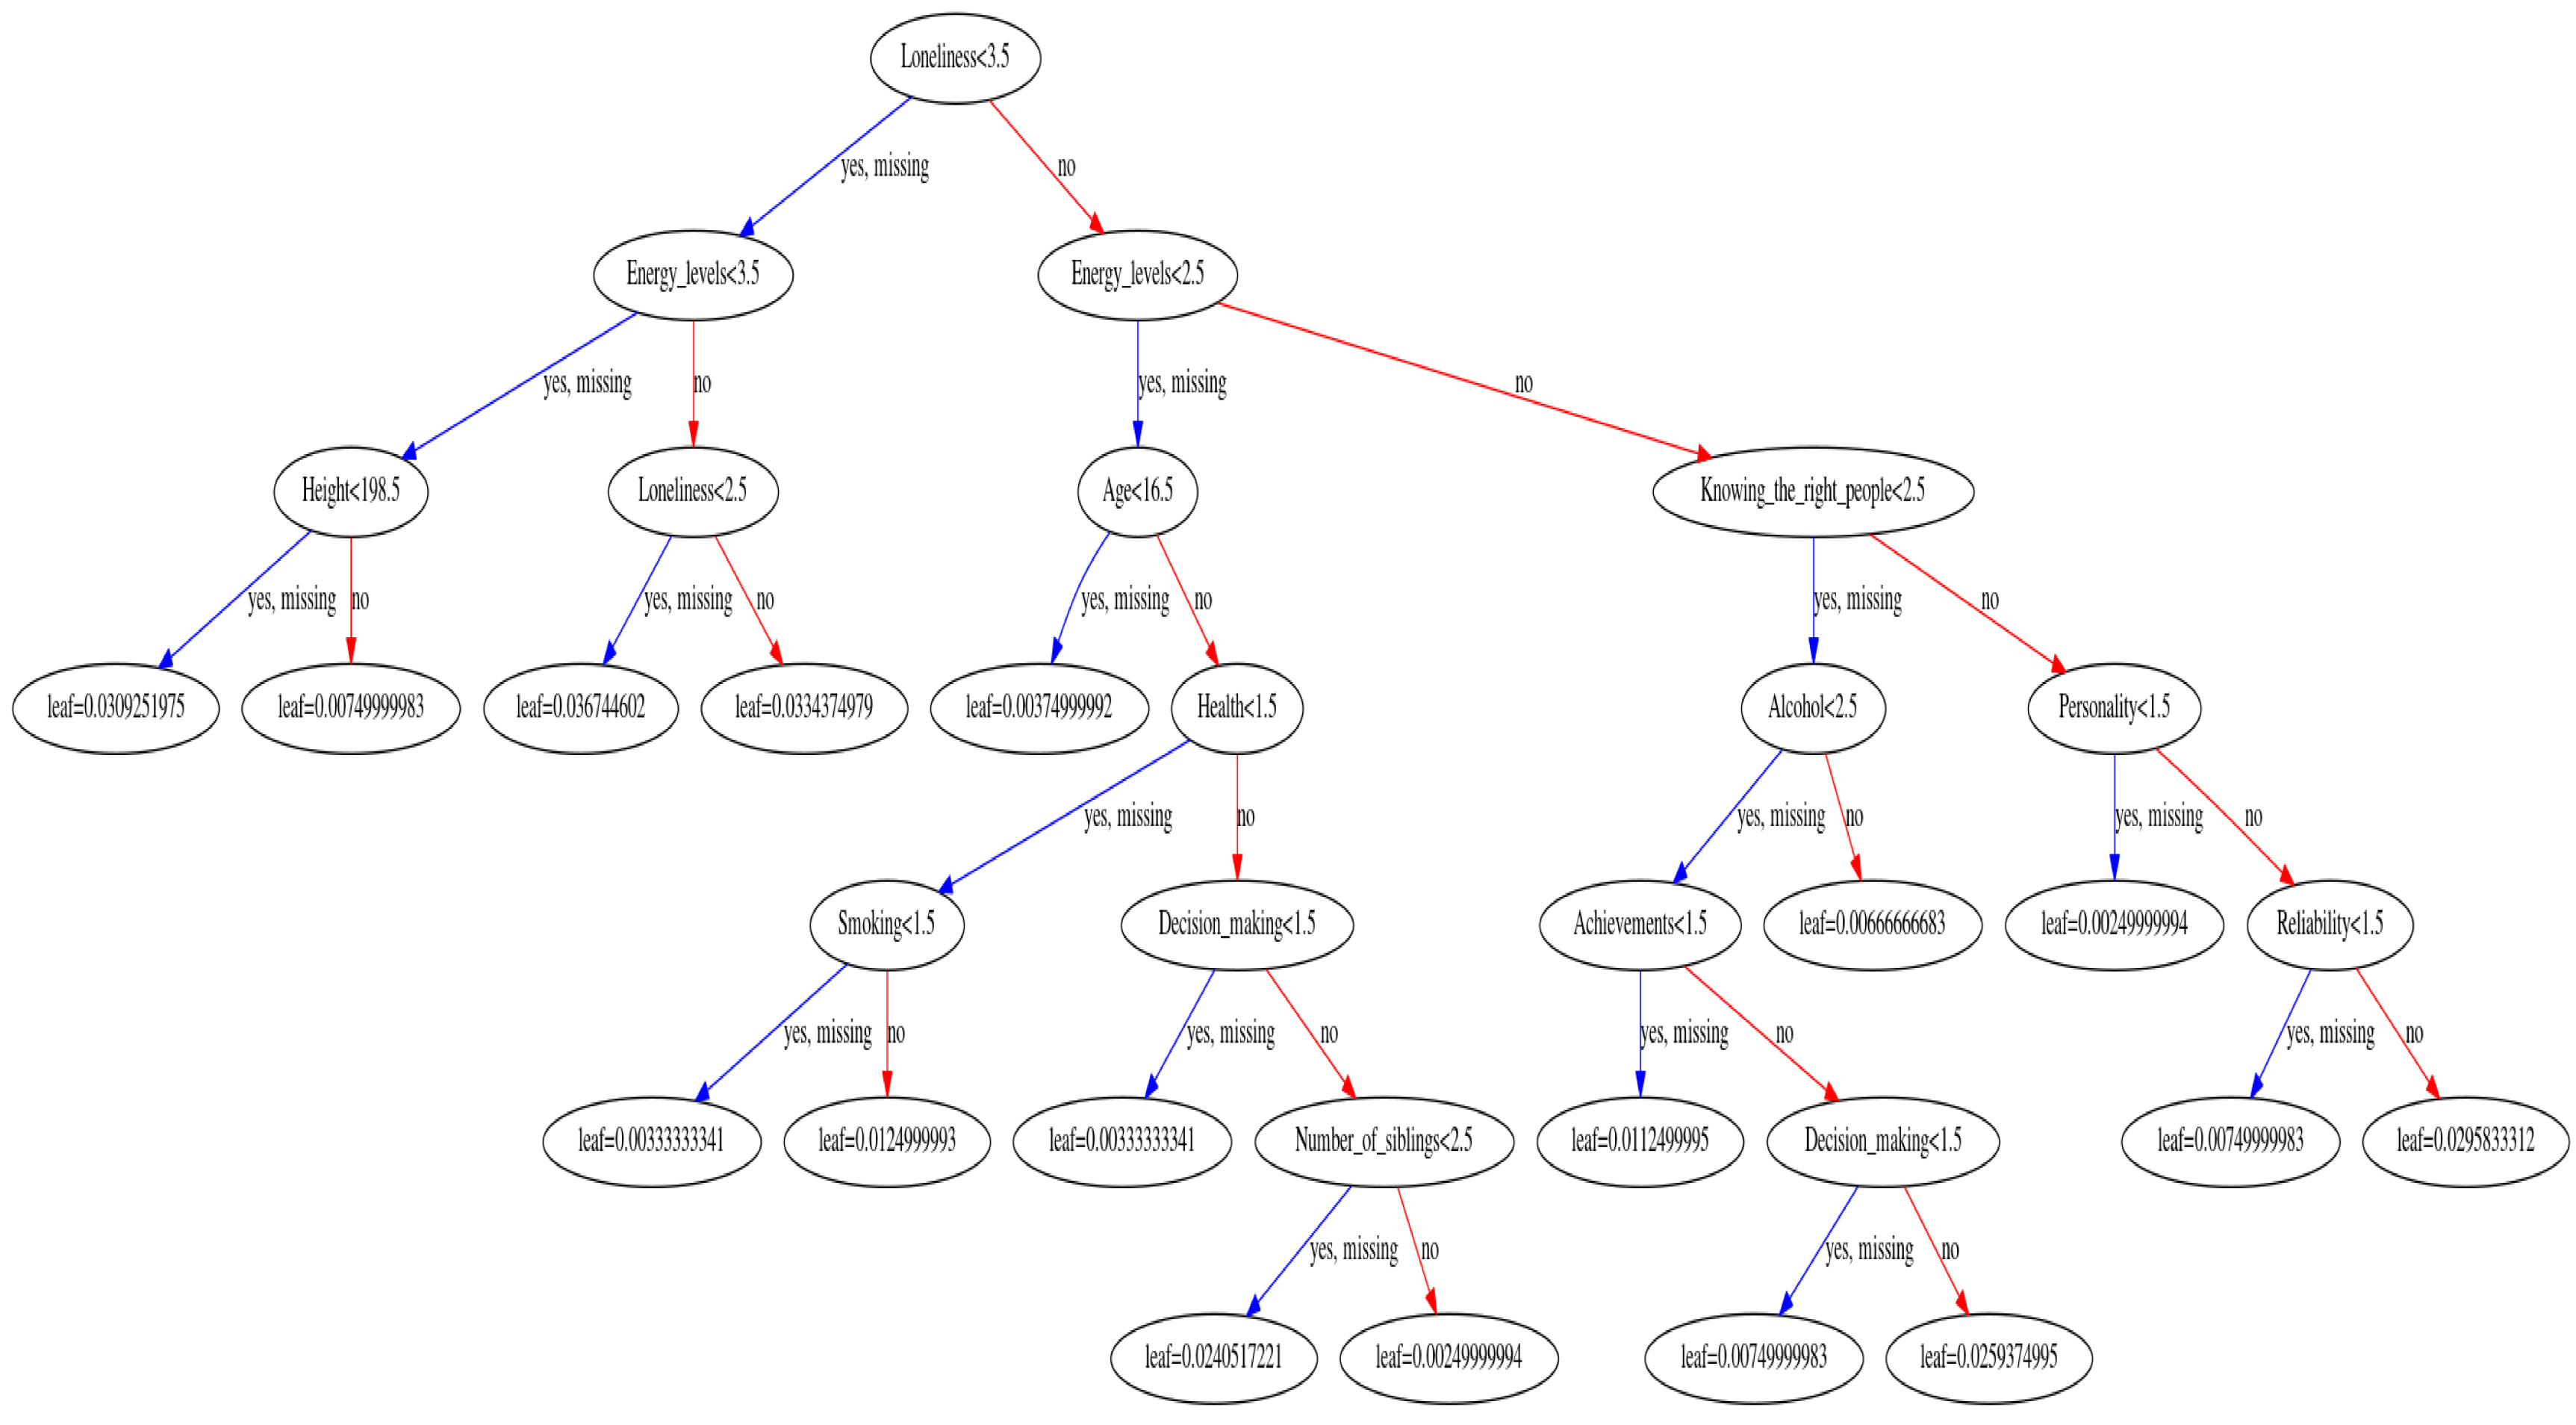 Loneliness<3.5
yes, missing
no
Energy_levels<3.5
Energy_levels<2.5
yes, missing
no
yes, missing
no
Height<198.5
Loneliness<2.5
Age<16.5
Knowing_the_right_people<2.5
yes, missing
no
yes, missing
no
yes, missing
no
yes, missing
no
leaf=0.0309251975
leaf=0.00749999983
leaf=0.036744602
leaf=0.0334374979
leaf=0.00374999992
Health<1.5
Alcohol<2.5
Personality<1.5
yes, missing
no
yes, missing
no
yes, missing
no
Smoking<1.5
Decision_making<1.5
Achievements<1.5
leaf=0.00666666683
leaf=0.00249999994
Reliability<1.5
yes, missing
no
yes, missing
no
yes, missing
no
yes, missing
no
leaf=0.00333333341
leaf=0.0124999993
leaf=0.00333333341
Number_of_siblings<2.5
leaf=0.0112499995
Decision_making<1.5
leaf=0.00749999983
leaf=0.0295833312
yes, missing
no
yes, missing
no
leaf=0.0240517221
leaf=0.00249999994
leaf=0.00749999983
leaf=0.0259374995